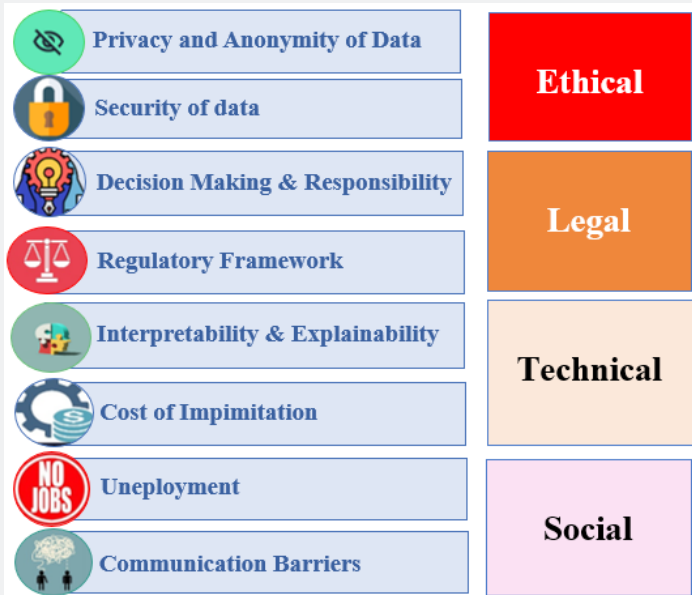 Privacy and Anonymity of Data
Security of data
Ethical
Decision Making & Responsibility
Regulatory Framework
Legal
Interpretability & Explainability
Cost of Impimitation
Technical
NO
JOBS
Uneployment
Communication Barriers
Social